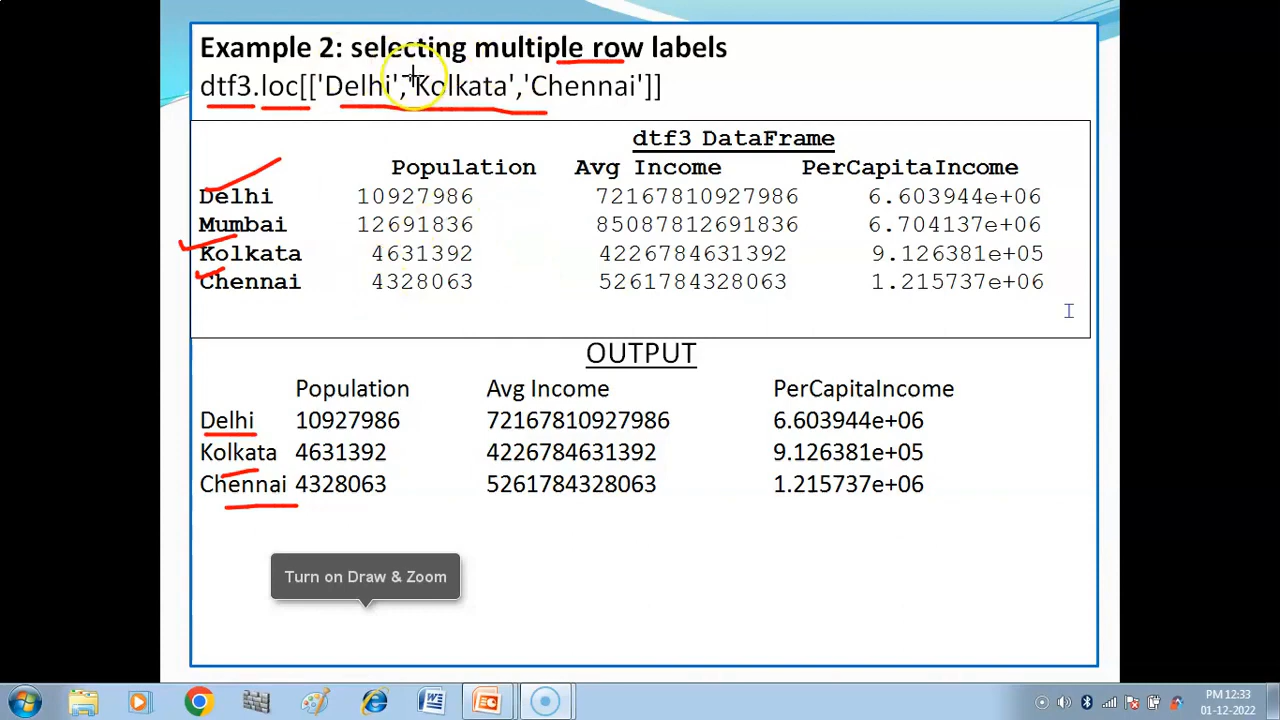 Example 2: selecting multiple row labels
dtf3.loc[['Delhi','Kolkata','Chennai']]
dtf3 DataFrame
Population Avg Income PerCapitaIncome
Delhi 10927986 72167810927986 6.603944e+06
Mumbai 12691836 85087812691836 6.704137e+06
Kolkata 4631392 4226784631392 9.126381e+05
Chennai 4328063 5261784328063 1.215737e+06
OUTPUT
Population Avg Income PerCapitaIncome
Delhi 10927986 72167810927986 6.603944e+06
Kolkata 4631392 4226784631392 9.126381e+05
Chennai 4328063 5261784328063 1.215737e+06
Turn on Draw & Zoom
PM 12:33
01-12-2022